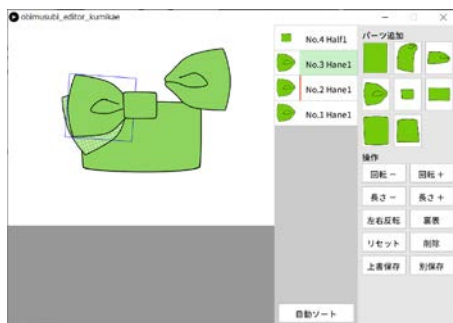 obimusubi_editor_kumikae
No.4 Half1
No.3 Hane1
No.2 Hane1
No.1 Hane1
自動ソート
パーツ追加
操作
回転 － 回転 ＋
長さ － 長さ ＋
左右反転 裏表
リセット 削除
上書保存 別保存